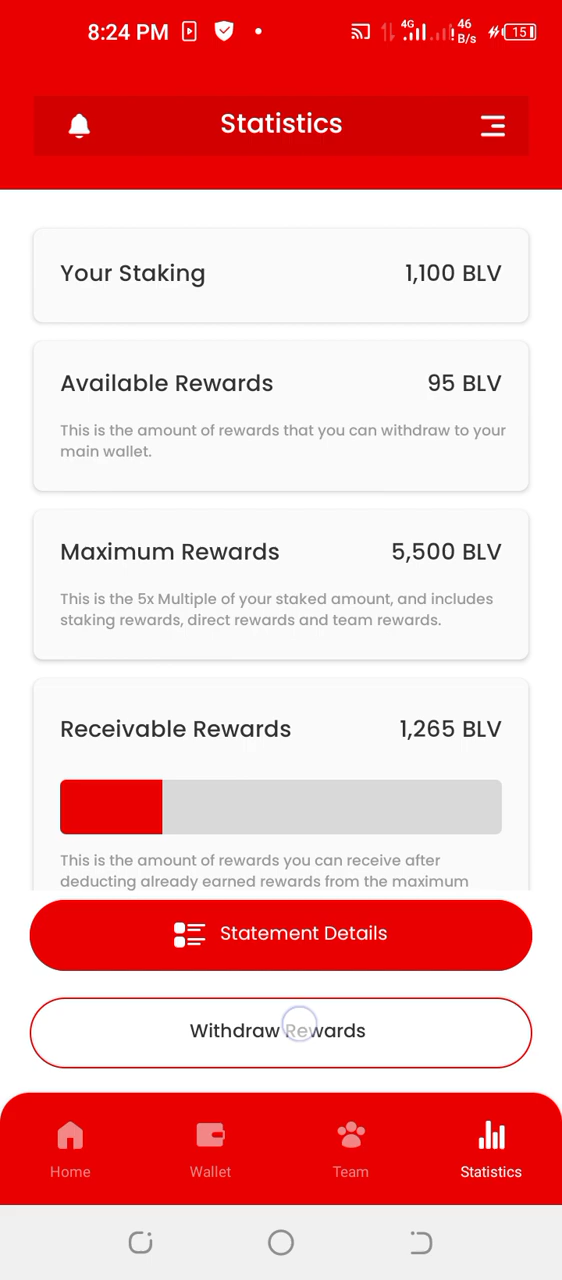 8:24 PM
4G
46
B/s
15
Statistics
Your Staking
1,100 BLV
Available Rewards
95 BLV
This is the amount of rewards that you can withdraw to your
main wallet.
Maximum Rewards
5,500 BLV
This is the 5x Multiple of your staked amount, and includes
staking rewards, direct rewards and team rewards.
Receivable Rewards
1,265 BLV
This is the amount of rewards you can receive after
deducting already earned rewards from the maximum
Statement Details
Withdraw Rewards
Home
Wallet
Team
Statistics